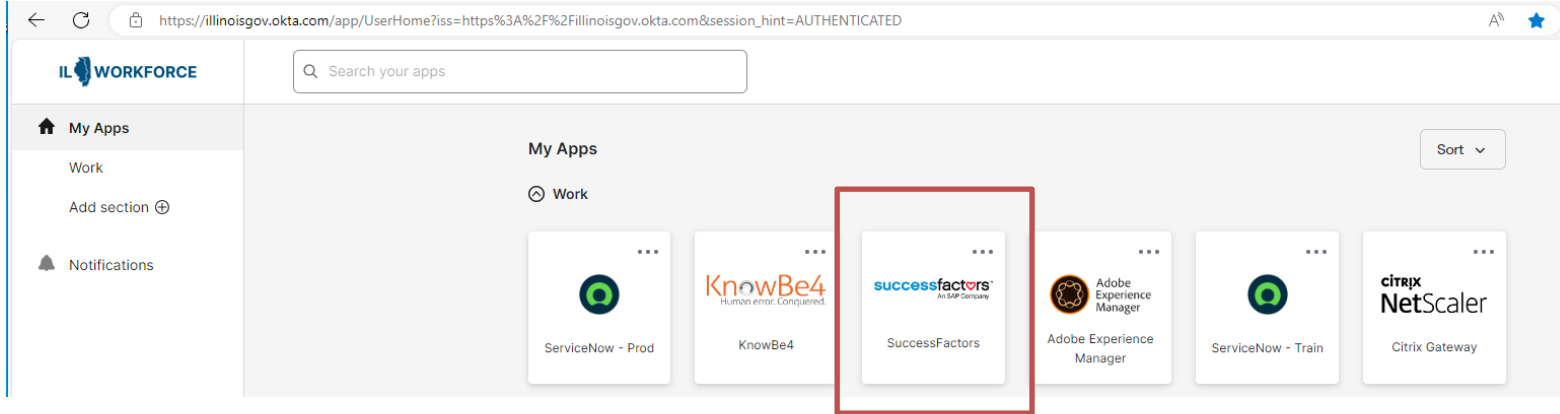 https://illinoisgov.okta.com/app/UserHome?iss=https%3A%2F%2Fillinoisgov.okta.com&session_hint=AUTHENTICATED
IL WORKFORCE
Search your apps
My Apps
Work
Add section
Notifications
My Apps
Sort
Work
ServiceNow - Prod
KnowBe4
Human error. Conquered.
KnowBe4
successfactors™
An SAP Company
SuccessFactors
Adobe
Experience
Manager
Adobe Experience
Manager
ServiceNow - Train
citrix
NetScaler
Citrix Gateway